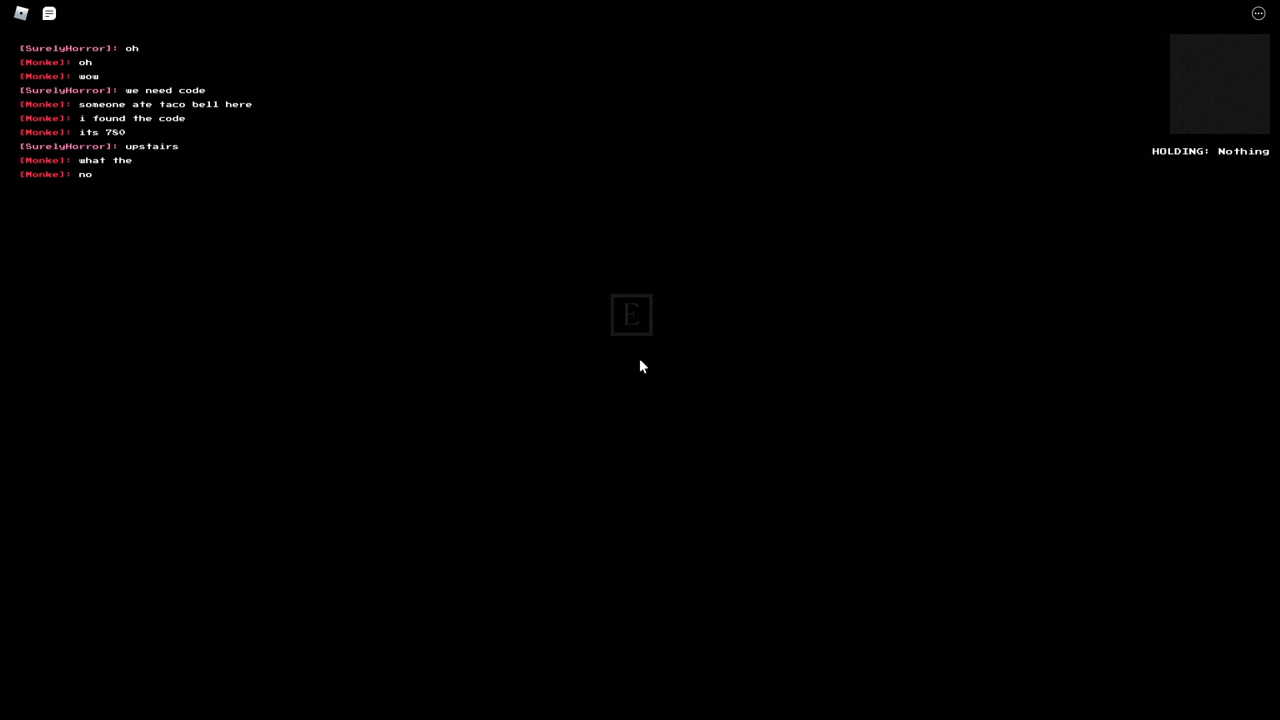 [SurelyHorror]: oh
[Monke]: oh
[Monke]: wow
[SurelyHorror]: we need code
[Monke]: someone ate taco bell here
[Monke]: i found the code
[Monke]: its 780
[SurelyHorror]: upstairs
[Monke]: what the
[Monke]: no
HOLDING: Nothing
E